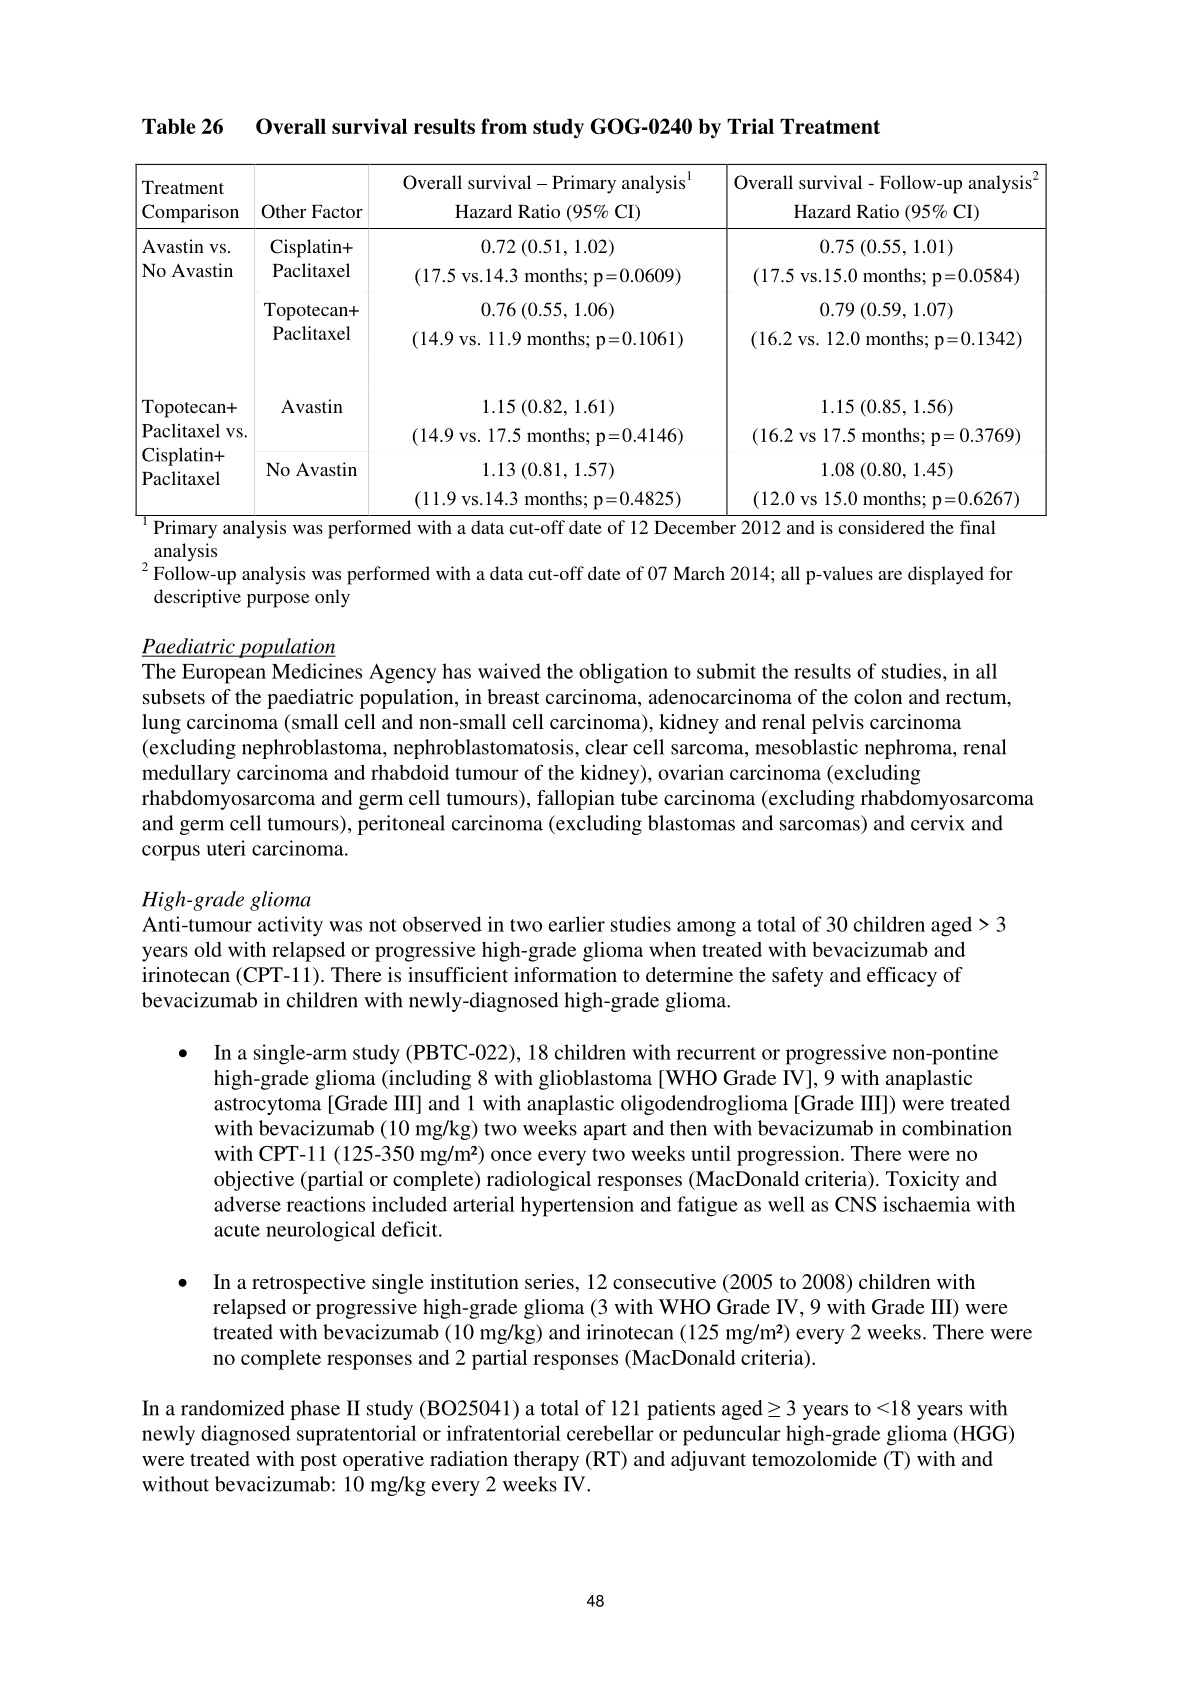 Table 26 Overall survival results from study GOG-0240 by Trial Treatment
Treatment Comparison Other Factor Overall survival – Primary analysis1 Hazard Ratio (95% CI) Overall survival - Follow-up analysis2 Hazard Ratio (95% CI)
Avastin vs. No Avastin Cisplatin+ Paclitaxel 0.72 (0.51, 1.02) (17.5 vs.14.3 months; p=0.0609) 0.75 (0.55, 1.01) (17.5 vs.15.0 months; p=0.0584)
Topotecan+ Paclitaxel 0.76 (0.55, 1.06) (14.9 vs. 11.9 months; p=0.1061) 0.79 (0.59, 1.07) (16.2 vs. 12.0 months; p=0.1342)
Topotecan+ Paclitaxel vs. Cisplatin+ Paclitaxel Avastin 1.15 (0.82, 1.61) (14.9 vs. 17.5 months; p=0.4146) 1.15 (0.85, 1.56) (16.2 vs 17.5 months; p= 0.3769)
No Avastin 1.13 (0.81, 1.57) (11.9 vs.14.3 months; p=0.4825) 1.08 (0.80, 1.45) (12.0 vs 15.0 months; p=0.6267)
1 Primary analysis was performed with a data cut-off date of 12 December 2012 and is considered the final
analysis
2 Follow-up analysis was performed with a data cut-off date of 07 March 2014; all p-values are displayed for
descriptive purpose only
Paediatric population
The European Medicines Agency has waived the obligation to submit the results of studies, in all
subsets of the paediatric population, in breast carcinoma, adenocarcinoma of the colon and rectum,
lung carcinoma (small cell and non-small cell carcinoma), kidney and renal pelvis carcinoma
(excluding nephroblastoma, nephroblastomatosis, clear cell sarcoma, mesoblastic nephroma, renal
medullary carcinoma and rhabdoid tumour of the kidney), ovarian carcinoma (excluding
rhabdomyosarcoma and germ cell tumours), fallopian tube carcinoma (excluding rhabdomyosarcoma
and germ cell tumours), peritoneal carcinoma (excluding blastomas and sarcomas) and cervix and
corpus uteri carcinoma.
High-grade glioma
Anti-tumour activity was not observed in two earlier studies among a total of 30 children aged > 3
years old with relapsed or progressive high-grade glioma when treated with bevacizumab and
irinotecan (CPT-11). There is insufficient information to determine the safety and efficacy of
bevacizumab in children with newly-diagnosed high-grade glioma.
• In a single-arm study (PBTC-022), 18 children with recurrent or progressive non-pontine
high-grade glioma (including 8 with glioblastoma [WHO Grade IV], 9 with anaplastic
astrocytoma [Grade III] and 1 with anaplastic oligodendroglioma [Grade III]) were treated
with bevacizumab (10 mg/kg) two weeks apart and then with bevacizumab in combination
with CPT-11 (125-350 mg/m²) once every two weeks until progression. There were no
objective (partial or complete) radiological responses (MacDonald criteria). Toxicity and
adverse reactions included arterial hypertension and fatigue as well as CNS ischaemia with
acute neurological deficit.
• In a retrospective single institution series, 12 consecutive (2005 to 2008) children with
relapsed or progressive high-grade glioma (3 with WHO Grade IV, 9 with Grade III) were
treated with bevacizumab (10 mg/kg) and irinotecan (125 mg/m²) every 2 weeks. There were
no complete responses and 2 partial responses (MacDonald criteria).
In a randomized phase II study (BO25041) a total of 121 patients aged ≥ 3 years to <18 years with
newly diagnosed supratentorial or infratentorial cerebellar or peduncular high-grade glioma (HGG)
were treated with post operative radiation therapy (RT) and adjuvant temozolomide (T) with and
without bevacizumab: 10 mg/kg every 2 weeks IV.
48